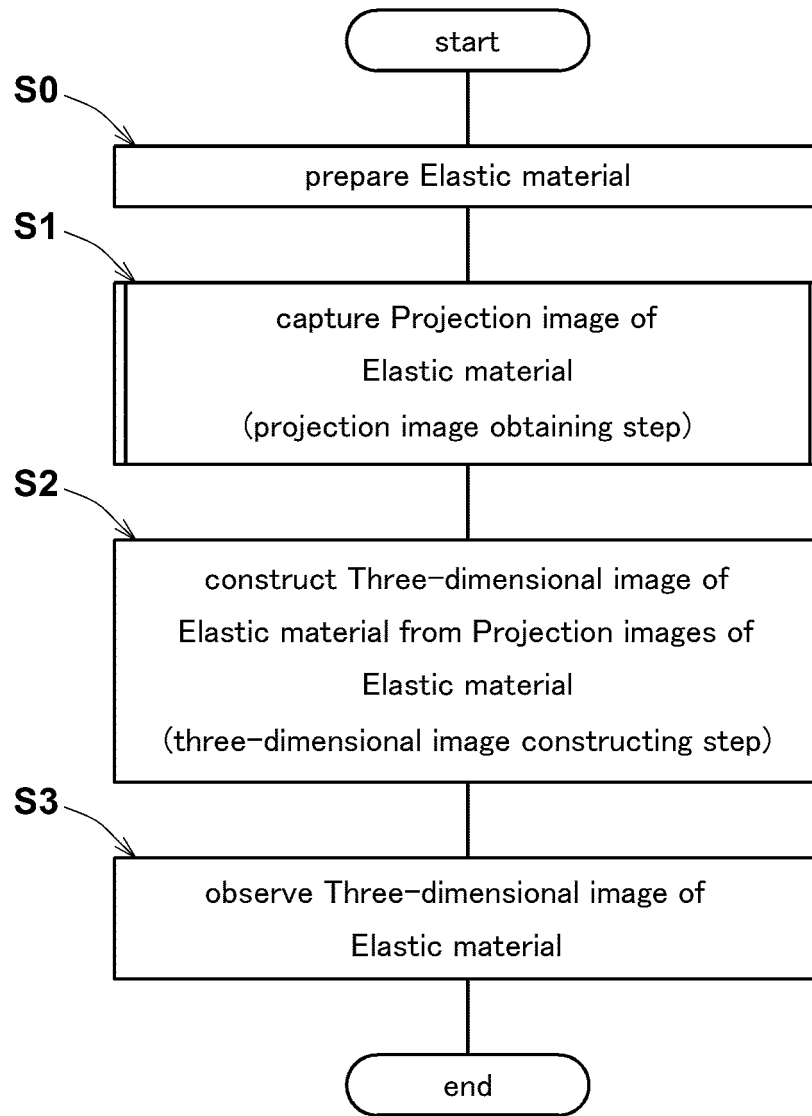 start
S0
prepare Elastic material
S1
capture Projection image of
Elastic material
(projection image obtaining step)
S2
construct Three-dimensional image of
Elastic material from Projection images of
Elastic material
(three-dimensional image constructing step)
S3
observe Three-dimensional image of
Elastic material
end